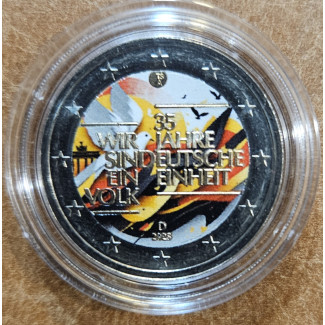 35
WIR JAHRE
SIND DEUTSCHE
EIN EINHEIT
VOLK
D